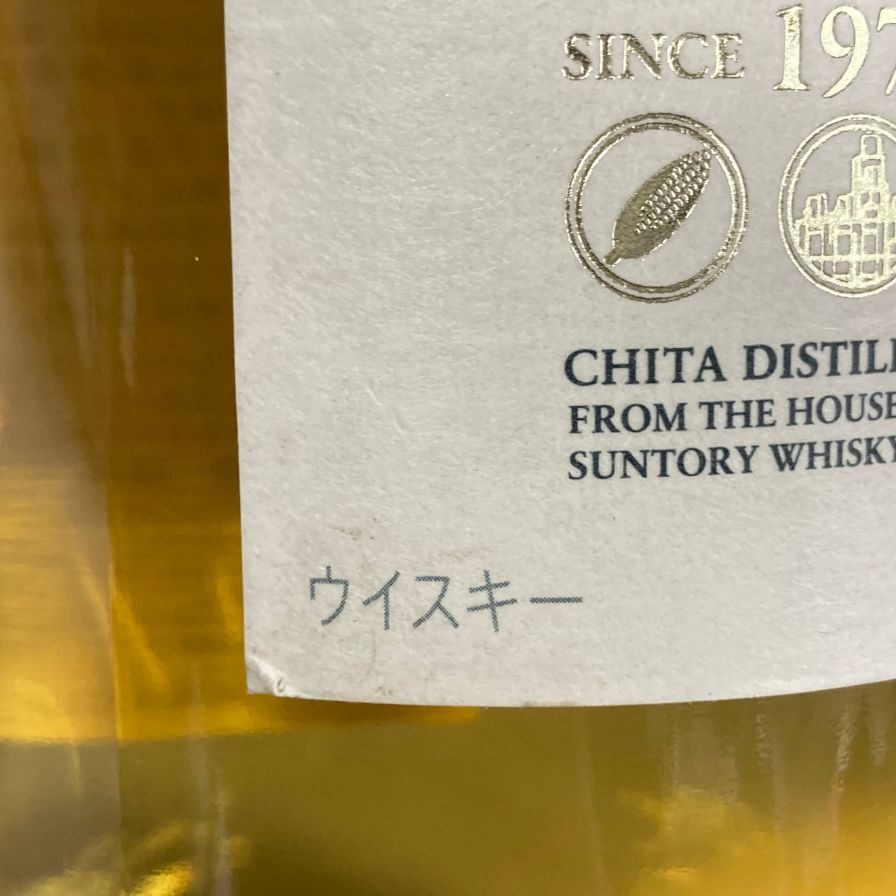 SINCE 197
CHITA DISTILL
FROM THE HOUSE
SUNTORY WHISKY
ウイスキー